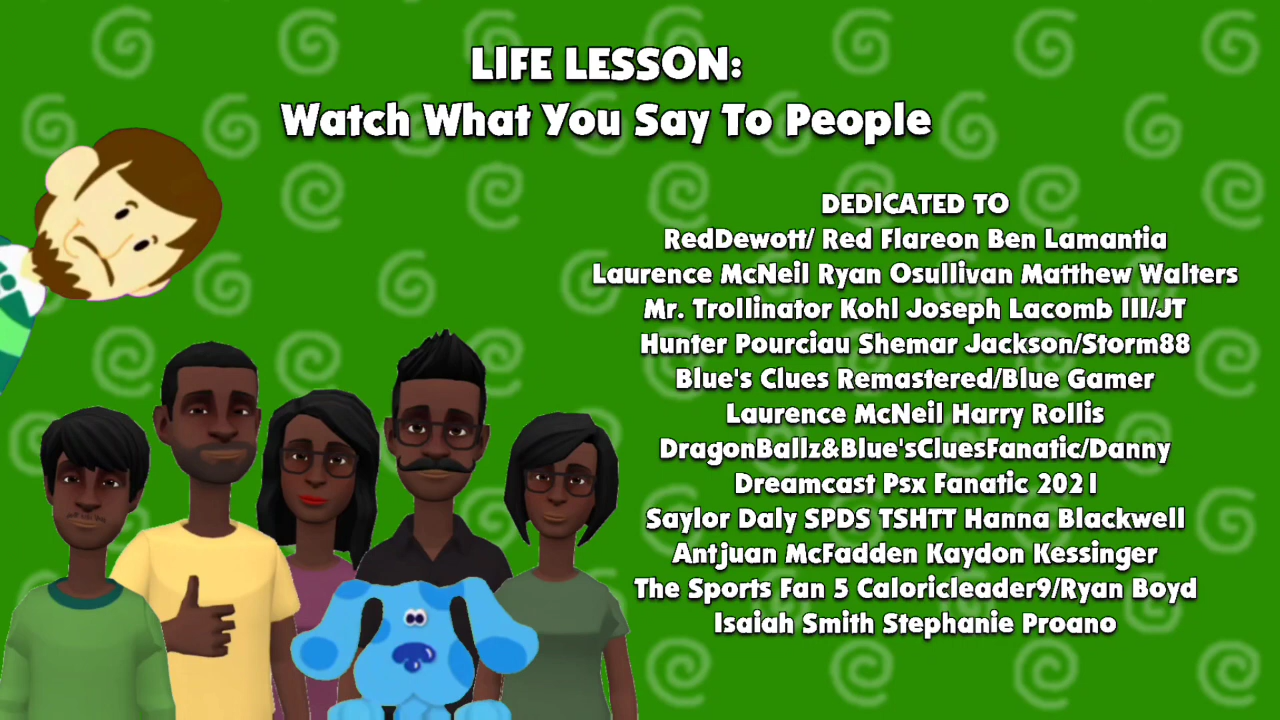 LIFE LESSON:
Watch What You Say To People
DEDICATED TO
RedDewott/ Red Flareon Ben Lamantia
Laurence McNeil Ryan Osullivan Matthew Walters
Mr. Trollinator Kohl Joseph Lacomb III/JT
Hunter Pourciau Shemar Jackson/Storm88
Blue's Clues Remastered/Blue Gamer
Laurence McNeil Harry Rollis
DragonBallz&Blue'sCluesFanatic/Danny
Dreamcast Psx Fanatic 2021
Saylor Daly SPDS TSHTT Hanna Blackwell
Antjuan McFadden Kaydon Kessinger
The Sports Fan 5 Caloricleader9/Ryan Boyd
Isaiah Smith Stephanie Proano